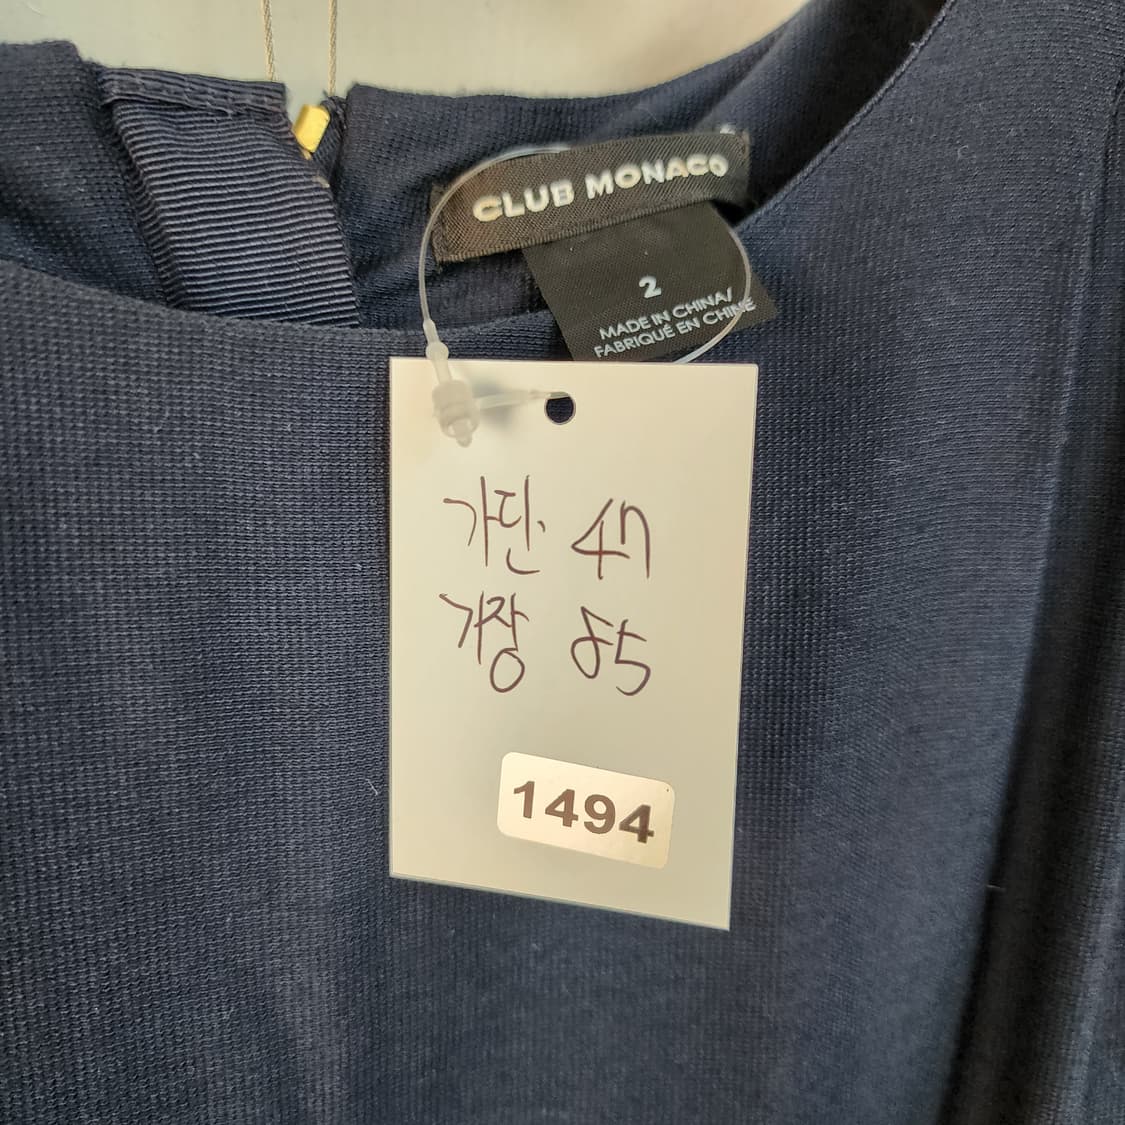 CLUB MONACO
2
MADE IN CHINA/
FABRIQUÉ EN CHINE
가단 47
기장 85
1494